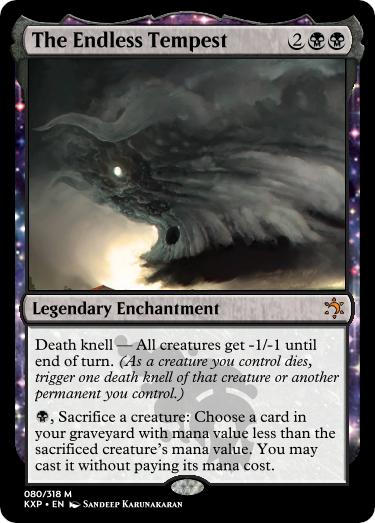 The Endless Tempest 2
Legendary Enchantment
Death knell — All creatures get -1/-1 until
end of turn. (As a creature you control dies,
trigger one death knell of that creature or another
permanent you control.)
, Sacrifice a creature: Choose a card in
your graveyard with mana value less than the
sacrificed creature's mana value. You may
cast it without paying its mana cost.
080/318 M
KXP • EN Sandeep Karunakaran